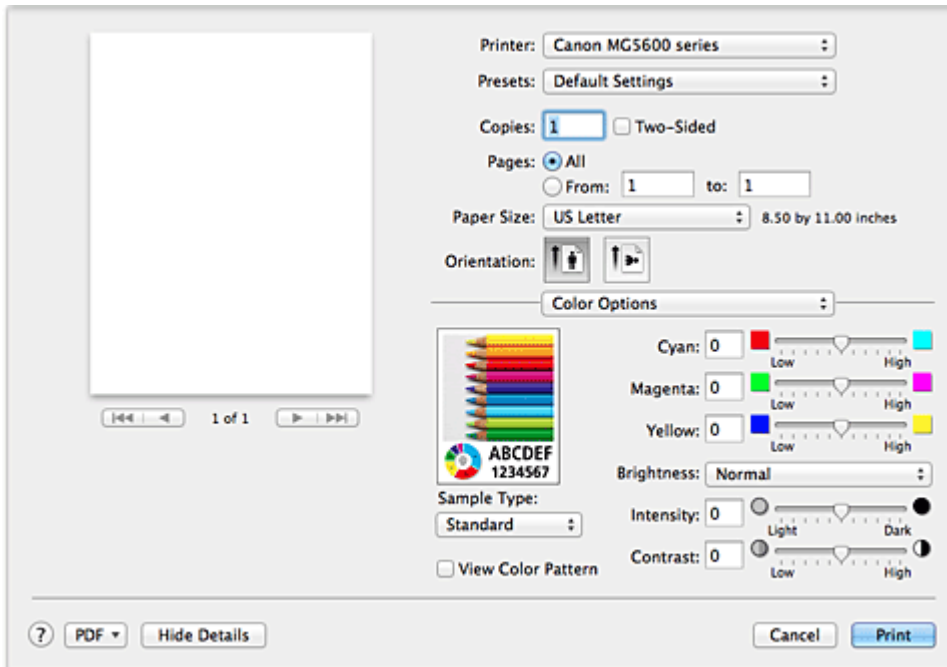 Printer: Canon MG5600 series
Presets: Default Settings
Copies: 1 Two-Sided
Pages: All
From: 1 to: 1
Paper Size: US Letter 8.50 by 11.00 inches
Orientation:
Color Options
Cyan: 0
Low High
Magenta: 0
Low High
Yellow: 0
Low High
ABCDEF
1234567
Brightness: Normal
Sample Type:
Standard
Intensity: 0
Light Dark
View Color Pattern
Contrast: 0
Low High
1 of 1
? PDF Hide Details Cancel Print